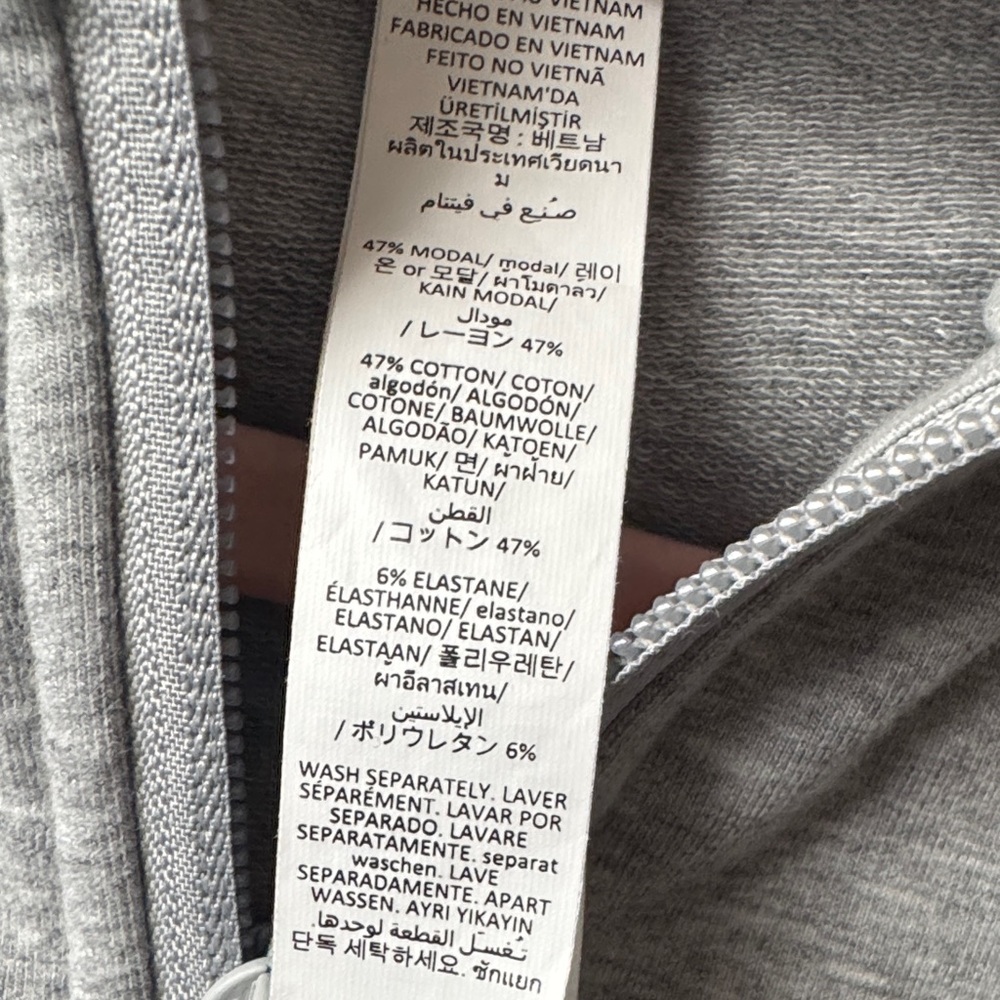 VIETNAM
HECHO EN VIETNAM
FABRICADO EN VIETNAM
FEITO NO VIETNÃ
VIETNAM'DA
ÜRETİLMİŞTİR
제조국명 : 베트남
ผลิตในประเทศเวียดนา
ม
صُنع في فيتنام
47% MODAL/ modal/ 레이
온 or 모달/ ผ้าโมดาล้ว/
KAIN MODAL/
مودال
/ レーヨン 47%
47% COTTON/ COTON/
algodón/ ALGODÓN/
COTONE/ BAUMWOLLE/
ALGODÃO/ KATOEN/
PAMUK/ 면/ ผ้าฝ้าย/
KATUN/
القطن
/ コットン 47%
6% ELASTANE/
ÉLASTHANNE/ elastano/
ELASTANO/ ELASTAN/
ELASTAAN/ 폴리우레탄/
ผ้าอีลาสเทน/
الإيلاستين
/ ポリウレタン 6%
WASH SEPARATELY. LAVER
SÉPARÉMENT. LAVAR POR
SEPARADO. LAVARE
SEPARATAMENTE. separat
waschen. LAVE
SEPARADAMENTE. APART
WASSEN. AYRI YIKAYIN
تُغسل القطعة لوحدها.
단독 세탁하세요. ซักแยก